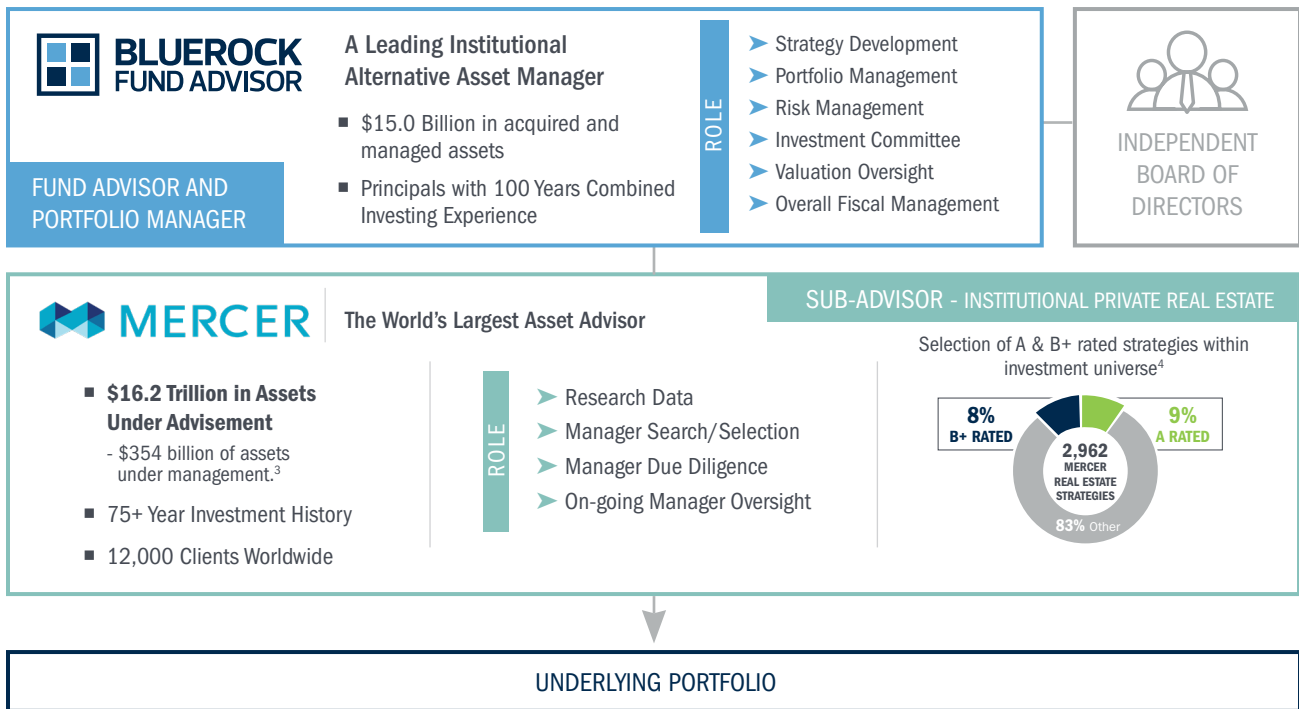 BLUEROCK
FUND ADVISOR
FUND ADVISOR AND
PORTFOLIO MANAGER
A Leading Institutional
Alternative Asset Manager
■ $15.0 Billion in acquired and
managed assets
■ Principals with 100 Years Combined
Investing Experience
ROLE
➤ Strategy Development
➤ Portfolio Management
➤ Risk Management
➤ Investment Committee
➤ Valuation Oversight
➤ Overall Fiscal Management
INDEPENDENT
BOARD OF
DIRECTORS
MERCER
The World's Largest Asset Advisor
SUB-ADVISOR - INSTITUTIONAL PRIVATE REAL ESTATE
■ $16.2 Trillion in Assets
Under Advisement
- $354 billion of assets
under management.3
■ 75+ Year Investment History
■ 12,000 Clients Worldwide
ROLE
➤ Research Data
➤ Manager Search/Selection
➤ Manager Due Diligence
➤ On-going Manager Oversight
Selection of A & B+ rated strategies within
investment universe4
8%
B+ RATED
9%
A RATED
2,962
MERCER
REAL ESTATE
STRATEGIES
83% Other
UNDERLYING PORTFOLIO